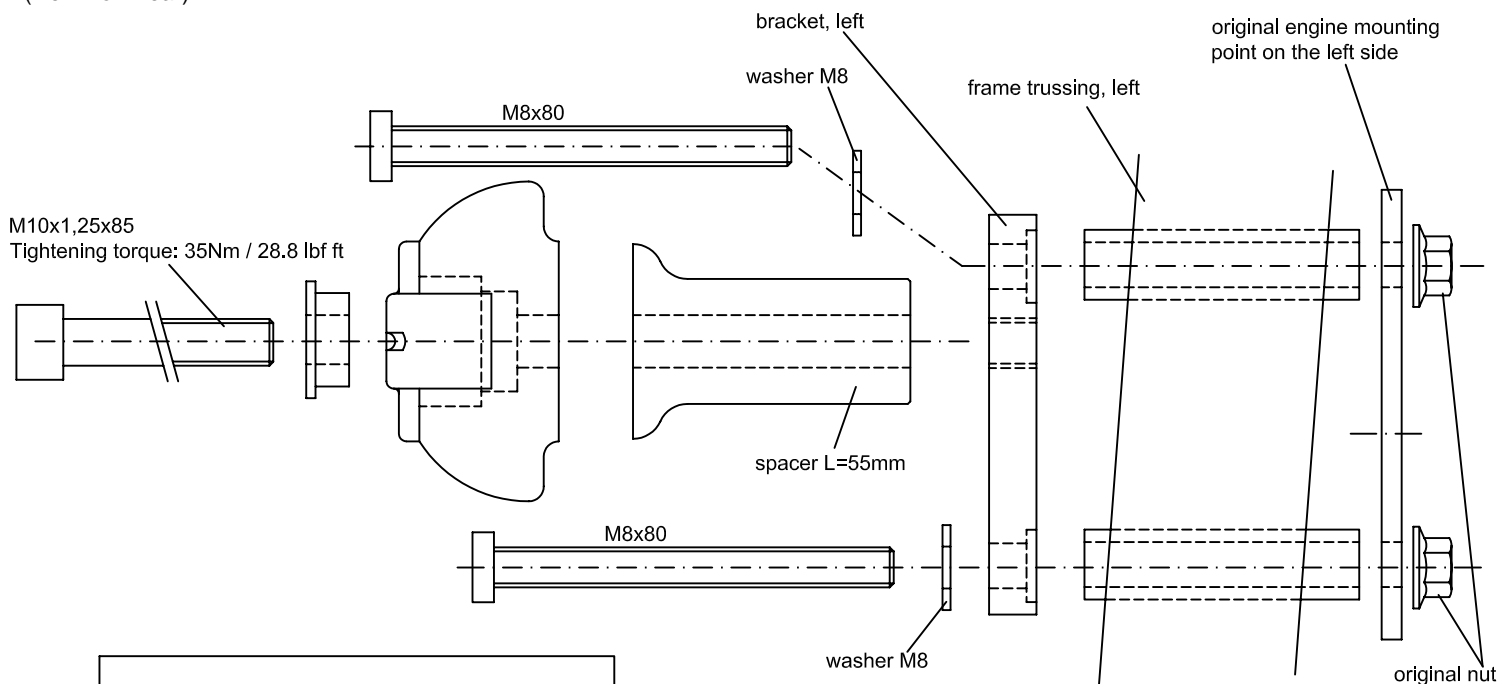 bracket, left
original engine mounting
point on the left side
washer M8
frame trussing, left
M8x80
M10x1,25x85
Tightening torque: 35Nm / 28.8 lbf ft
spacer L=55mm
M8x80
washer M8
original nut